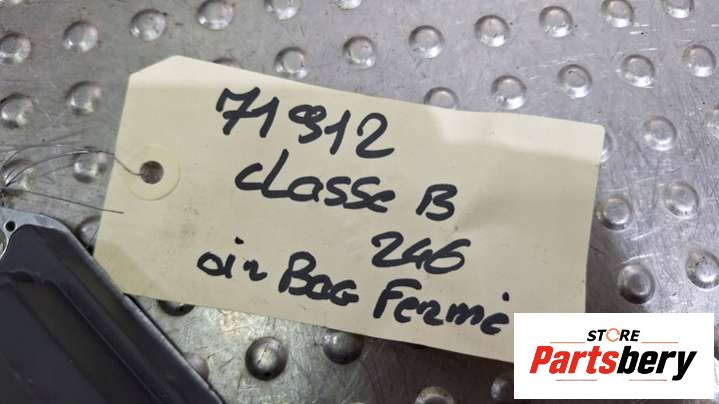 71912
classe B
246
air Bag Fermé
STORE
Partsbery